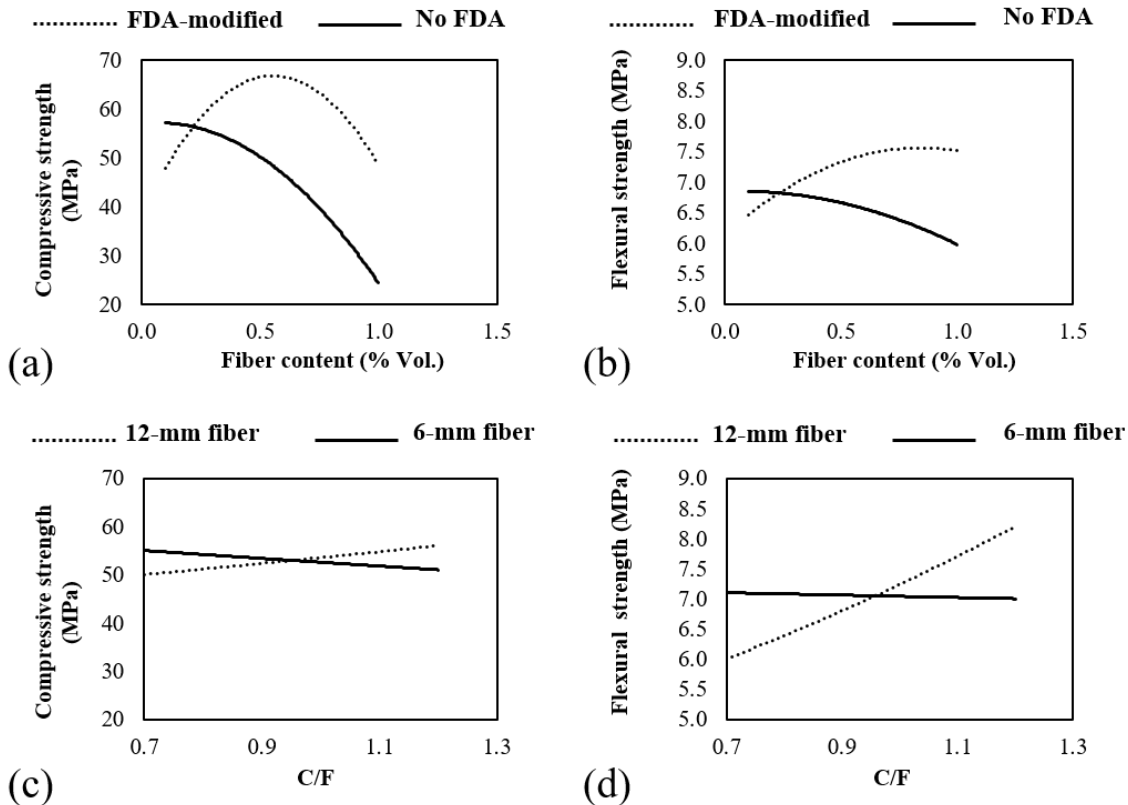 FDA-modified No FDA
Compressive strength
(MPa)
70
60
50
40
30
20
0.0 0.5 1.0 1.5
Fiber content (% Vol.)
(a)
FDA-modified No FDA
Flexural strength (MPa)
9.0
8.5
8.0
7.5
7.0
6.5
6.0
5.5
5.0
0.0 0.5 1.0 1.5
Fiber content (% Vol.)
(b)
12-mm fiber 6-mm fiber
Compressive strength
(MPa)
70
60
50
40
30
20
0.7 0.9 1.1 1.3
C/F
(c)
12-mm fiber 6-mm fiber
Flexural strength (MPa)
9.0
8.5
8.0
7.5
7.0
6.5
6.0
5.5
5.0
0.7 0.9 1.1 1.3
C/F
(d)